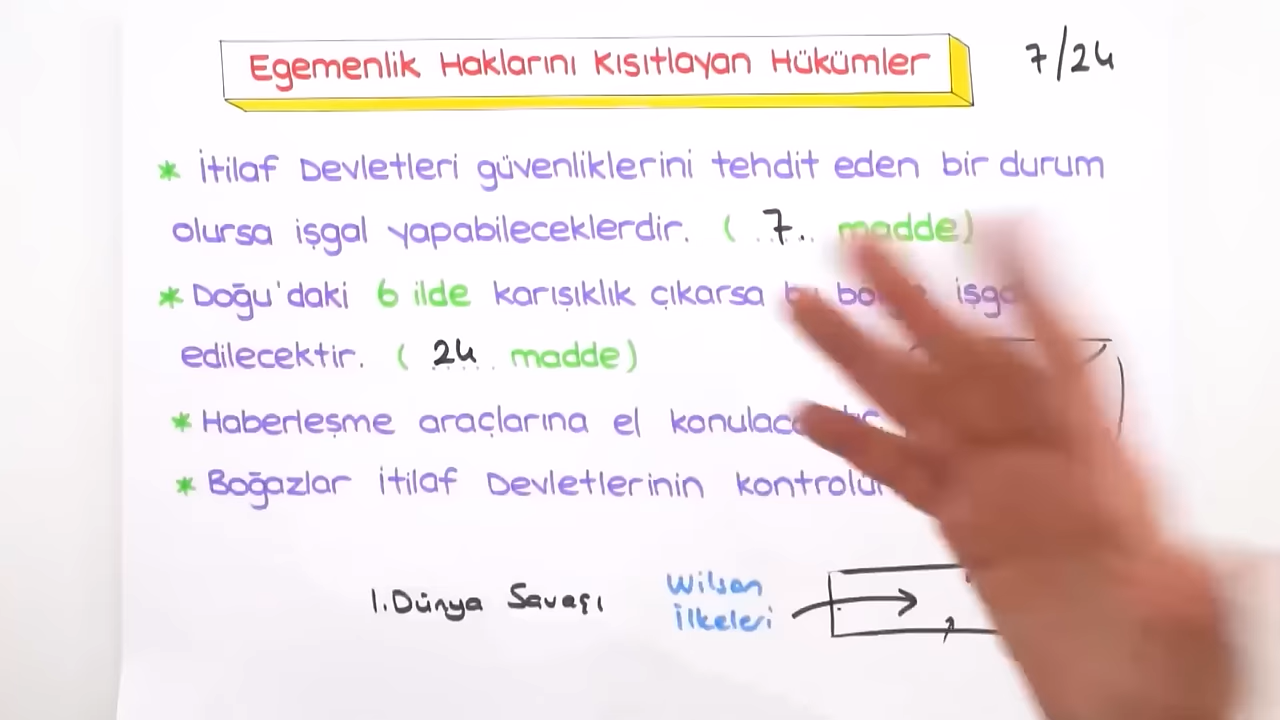 Egemenlik Haklarını Kısıtlayan Hükümler
7/24
* İtilaf Devletleri güvenliklerini tehdit eden bir durum
olursa işgal yapabileceklerdir. ( 7. madde)
* Doğu'daki 6 ilde karışıklık çıkarsa
edilecektir. ( 24 madde)
* Haberleşme araçlarına el
* Boğazlar İtilaf Devletlerinin
1.Dünya Savaşı
Wilson
İlkeleri